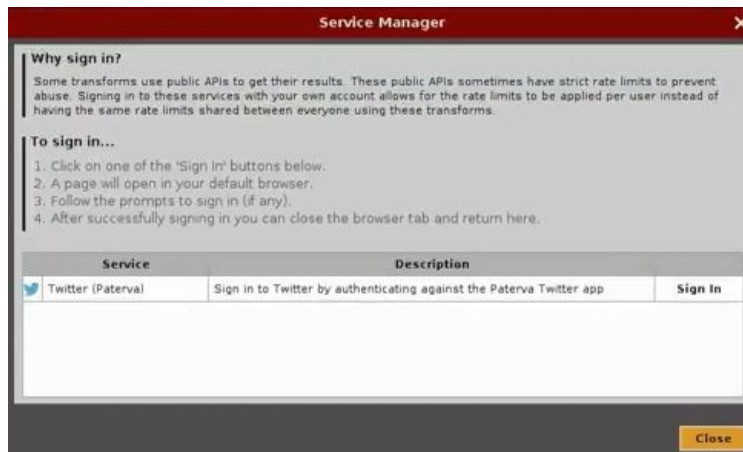 Service Manager
Why sign in?
Some transforms use public APIs to get their results. These public APIs sometimes have strict rate limits to prevent
abuse. Signing in to these services with your own account allows for the rate limits to be applied per user instead of
having the same rate limits shared between everyone using these transforms.
To sign in...
1. Click on one of the 'Sign In' buttons below.
2. A page will open in your default browser.
3. Follow the prompts to sign in (if any).
4. After successfully signing in you can close the browser tab and return here.
Service Description
Twitter (Paterva) Sign in to Twitter by authenticating against the Paterva Twitter app Sign In
Close